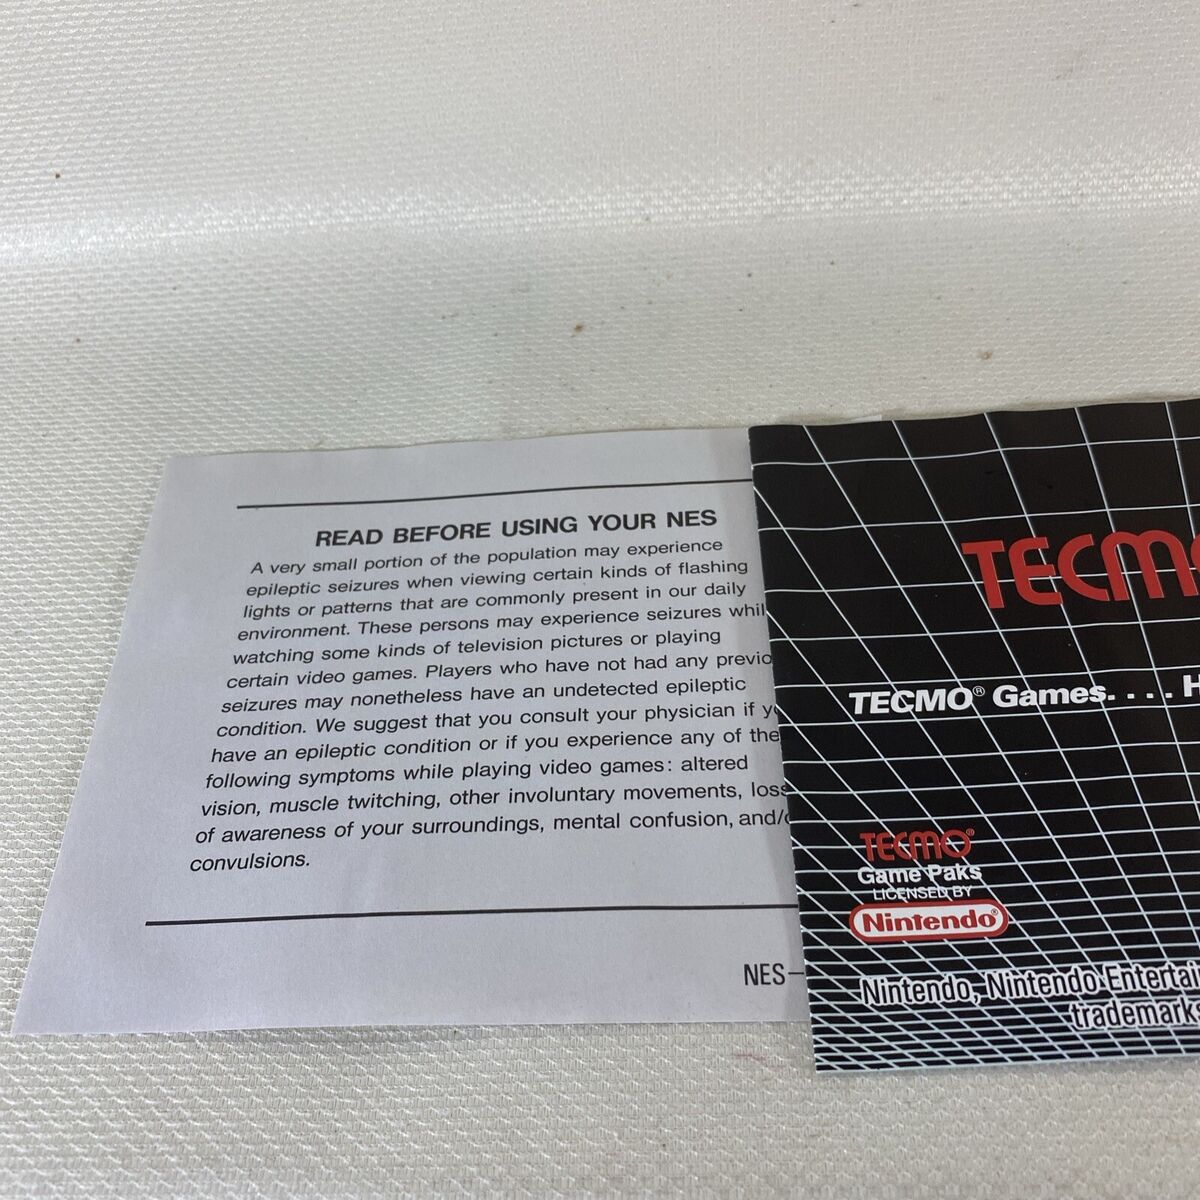 READ BEFORE USING YOUR NES
A very small portion of the population may experience
epileptic seizures when viewing certain kinds of flashing
lights or patterns that are commonly present in our daily
environment. These persons may experience seizures whil
watching some kinds of television pictures or playing
certain video games. Players who have not had any previo
seizures may nonetheless have an undetected epileptic
condition. We suggest that you consult your physician if yo
have an epileptic condition or if you experience any of the
following symptoms while playing video games: altered
vision, muscle twitching, other involuntary movements, loss
of awareness of your surroundings, mental confusion, and/o
convulsions.
NES-
TECMO
TECMO® Games. . . . H
TECMO®
Game Paks
LICENSED BY
Nintendo®
Nintendo, Nintendo Entertai
trademarks